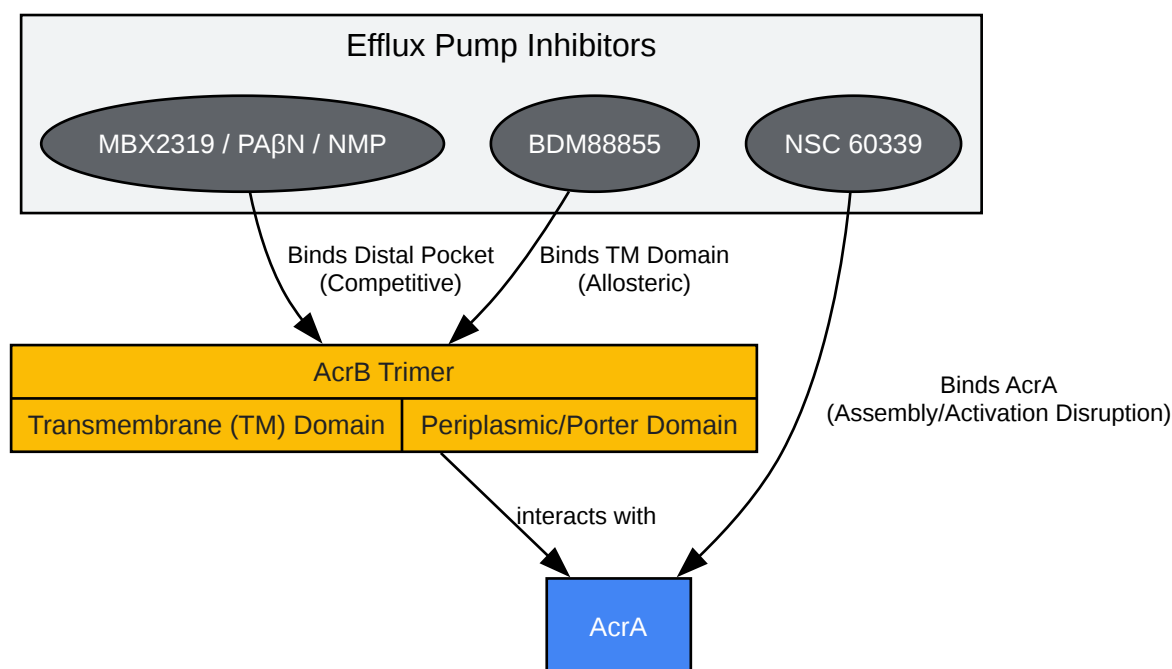 Efflux Pump Inhibitors
MBX2319 / PAβN / NMP
BDM88855
NSC 60339
Binds Distal Pocket
(Competitive)
Binds TM Domain
(Allosteric)
AcrB Trimer
Transmembrane (TM) Domain
Periplasmic/Porter Domain
Binds AcrA
(Assembly/Activation Disruption)
interacts with
AcrA